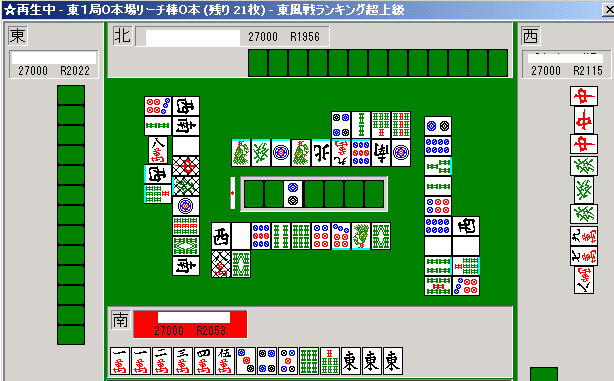 ☆再生中 - 東1局0本場リーチ棒0本 (残り 21枚) - 東風戦ランキング超上級
東
27000 R2022
北
27000 R1956
西
27000 R2115
南
27000 R2058